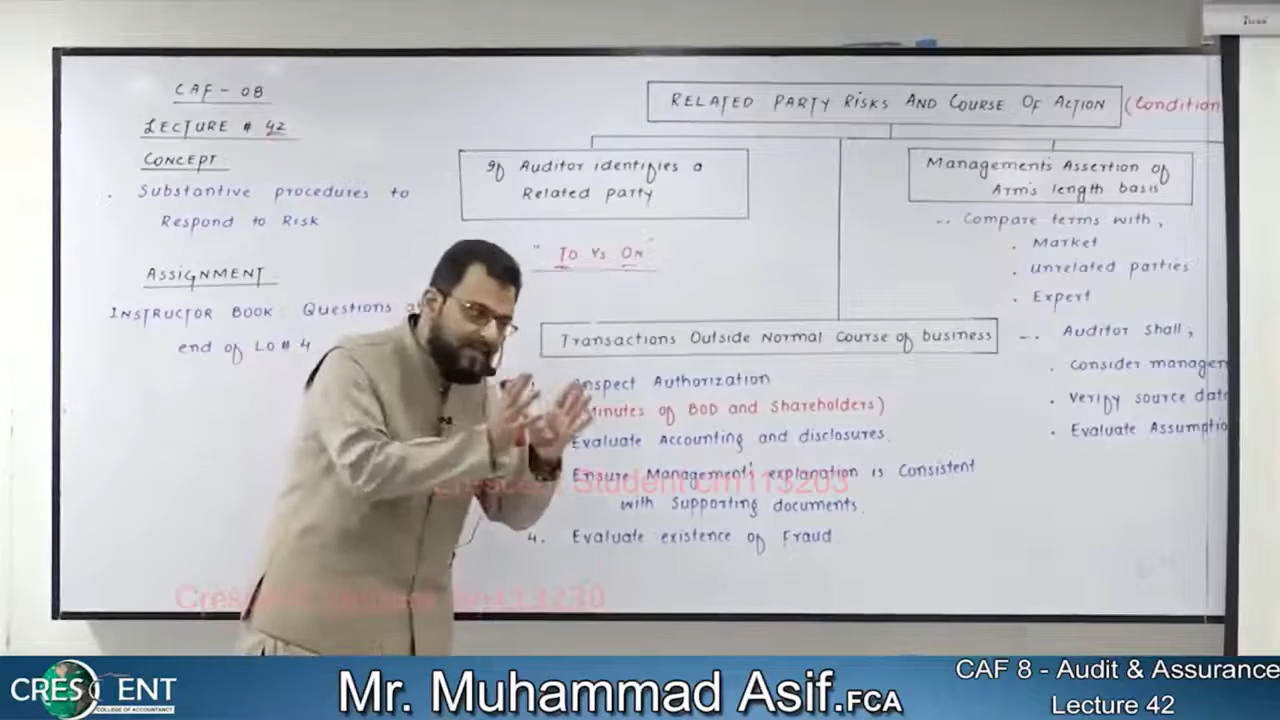 CAF - 08
LECTURE # 42
CONCEPT:
. Substantive procedures to
Respond to Risk
ASSIGNMENT:
INSTRUCTOR BOOK: Questions
end of LO # 4
RELATED PARTY RISKS AND COURSE OF ACTION (Condition
If Auditor identifies a
Related party
" To Vs On "
Transactions Outside Normal Course of business
Inspect Authorization
Minutes of BOD and Shareholders)
Evaluate Accounting and disclosures.
Ensure Management's explanation is Consistent
with Supporting documents.
4. Evaluate existence of Fraud
Management's Assertion of
Arm's length basis
-- Compare terms with,
. Market
. Unrelated parties
. Expert
-- Auditor shall,
. Consider manager
. Verify source data
. Evaluate Assumptio
Student cm113203
cm113230
CRESCENT
COLLEGE OF ACCOUNTANCY
Mr. Muhammad Asif.FCA
CAF 8 - Audit & Assurance
Lecture 42